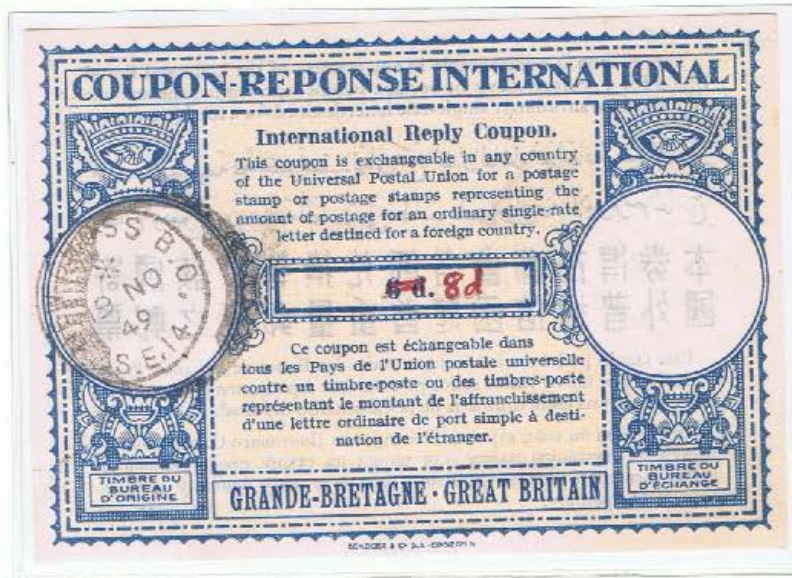 COUPON-REPONSE INTERNATIONAL
International Reply Coupon.
This coupon is exchangeable in any country
of the Universal Postal Union for a postage
stamp or postage stamps representing the
amount of postage for an ordinary single-rate
letter destined for a foreign country.
6 d. 8d
SS B.O.
NO
49
S.E.14
Ce coupon est échangeable dans
tous les Pays de l'Union postale universelle
contre un timbre-poste ou des timbres-poste
représentant le montant de l'affranchissement
d'une lettre ordinaire de port simple à desti-
nation de l'étranger.
TIMBRE DU
BUREAU
D'ORIGINE
TIMBRE DU
BUREAU
D'ÉCHANGE
GRANDE-BRETAGNE · GREAT BRITAIN